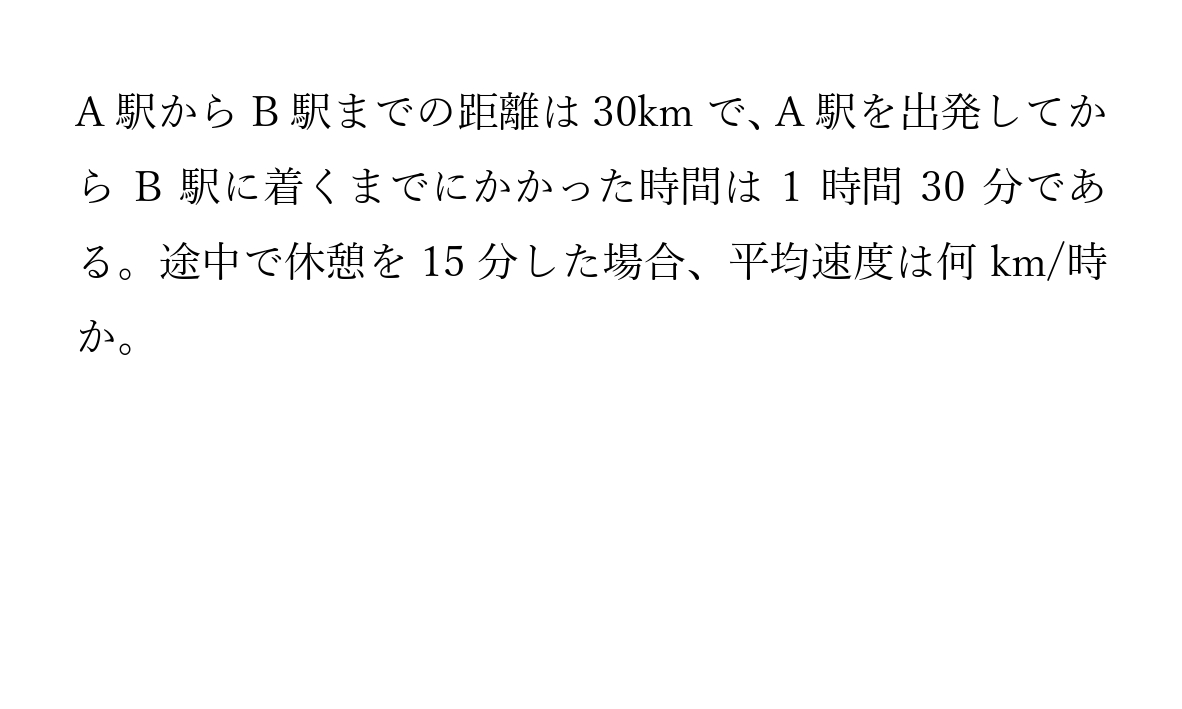 A 駅から B 駅までの距離は 30km で、A 駅を出発してか
ら B 駅に着くまでにかかった時間は 1 時間 30 分であ
る。途中で休憩を 15 分した場合、平均速度は何 km/時
か。